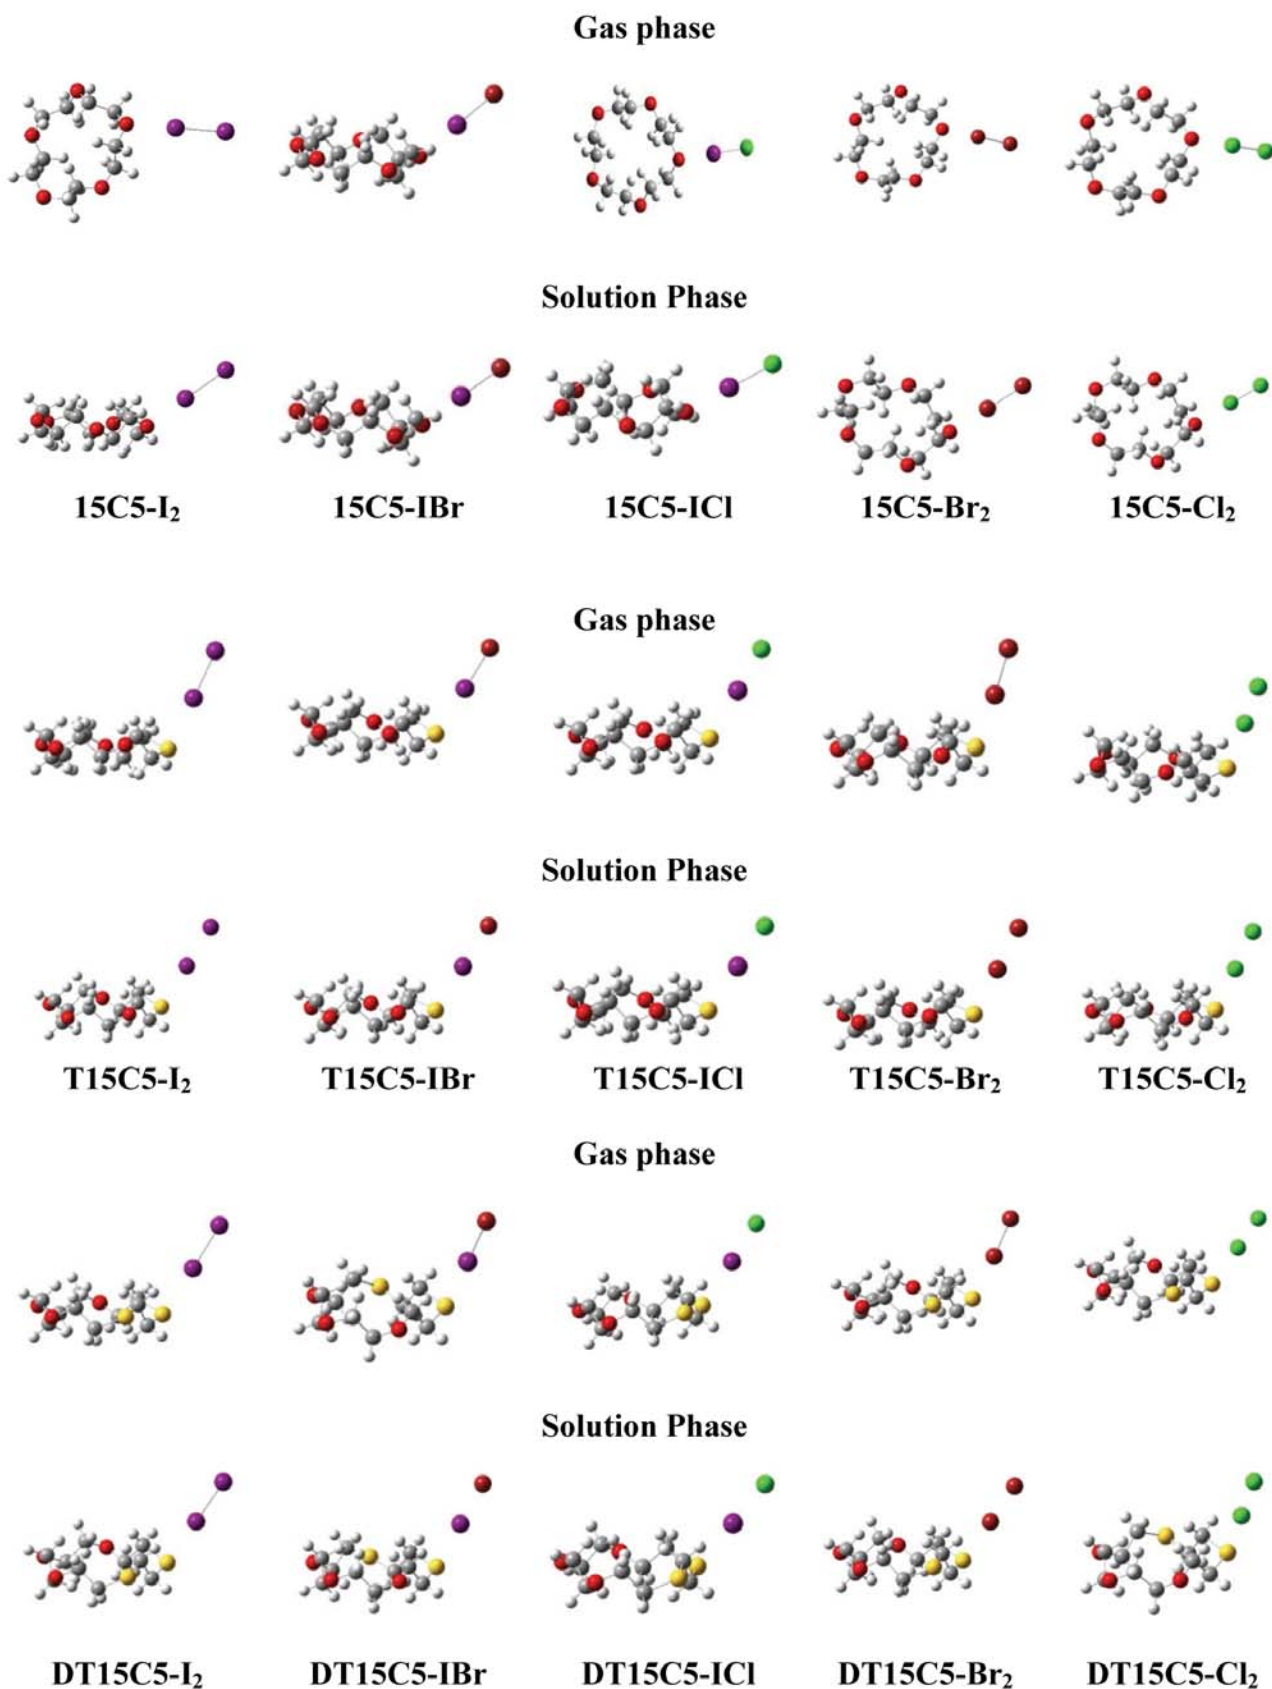 Gas phase
Solution Phase
15C5-I₂ 15C5-IBr 15C5-ICl 15C5-Br₂ 15C5-Cl₂
Gas phase
Solution Phase
T15C5-I₂ T15C5-IBr T15C5-ICl T15C5-Br₂ T15C5-Cl₂
Gas phase
Solution Phase
DT15C5-I₂ DT15C5-IBr DT15C5-ICl DT15C5-Br₂ DT15C5-Cl₂